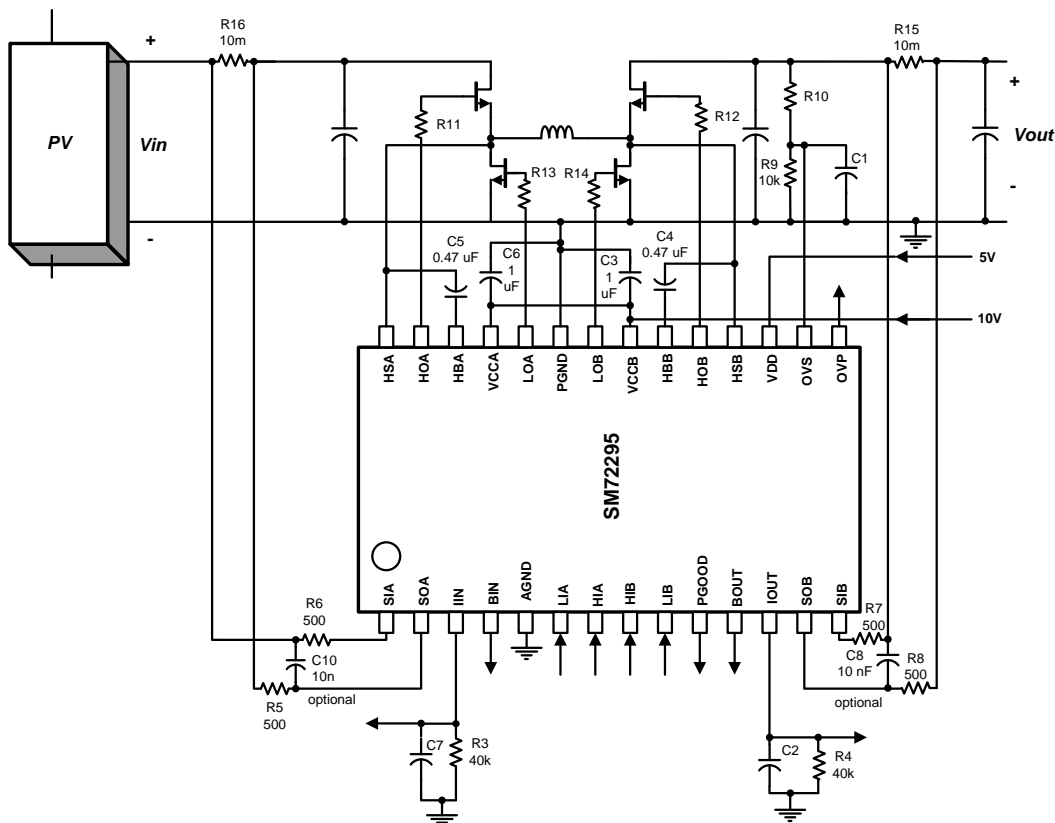 R16
10m
R15
10m
+
+
R10
R11
R12
PV
Vin
Vout
R13
R14
R9
10k
C1
-
-
C5
0.47 uF
C6
1
uF
C3
1
uF
C4
0.47 uF
5V
10V
HSA
HOA
HBA
VCCA
LOA
PGND
LOB
VCCB
HBB
HOB
HSB
VDD
OVS
OVP
SM72295
SIA
SOA
IIN
BIN
AGND
LIA
HIA
HIB
LIB
PGOOD
BOUT
IOUT
SOB
SIB
R6
500
R7
500
C10
10n
C8
10 nF
R8
500
R5
500
optional
optional
C7
R3
40k
C2
R4
40k